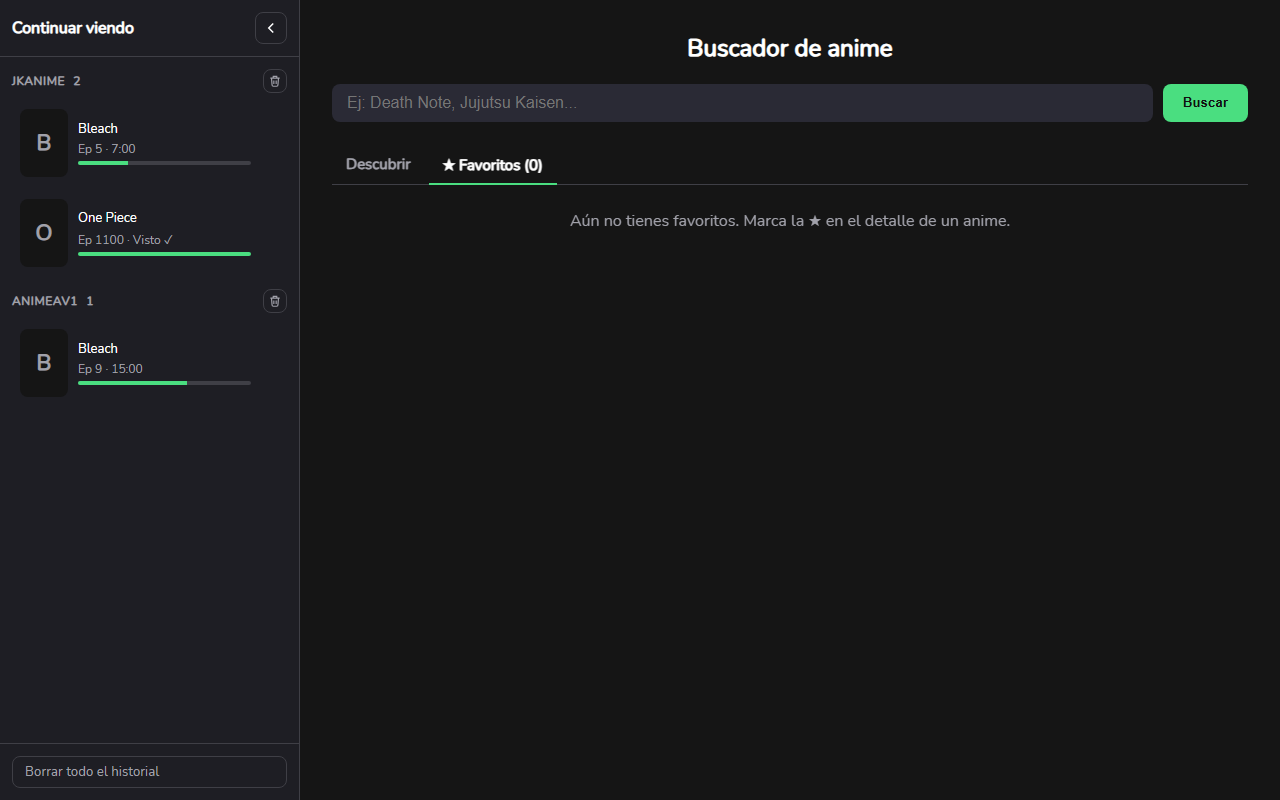 Continuar viendo
JKANIME 2
B
Bleach
Ep 5 · 7:00
O
One Piece
Ep 1100 · Visto ✓
ANIMEAV1 1
B
Bleach
Ep 9 · 15:00
Borrar todo el historial
Buscador de anime
Ej: Death Note, Jujutsu Kaisen...
Buscar
Descubrir
★ Favoritos (0)
Aún no tienes favoritos. Marca la ★ en el detalle de un anime.